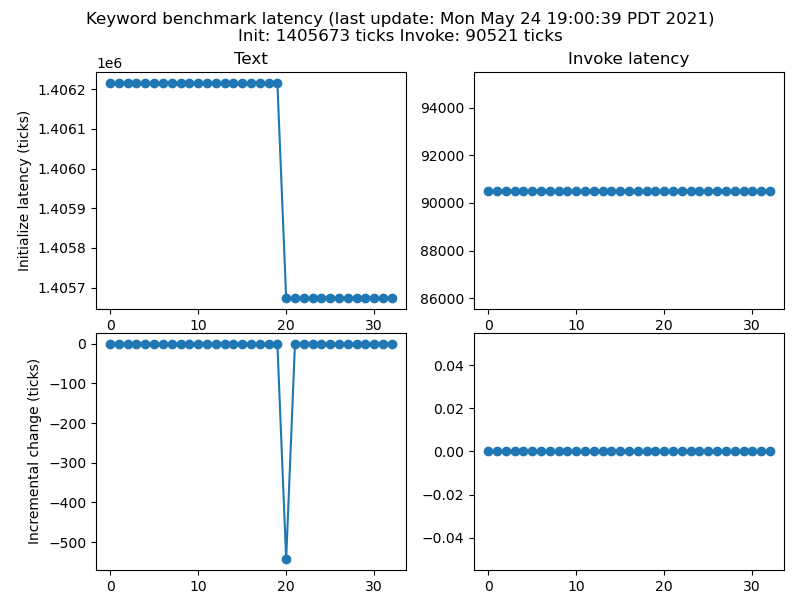 Keyword benchmark latency (last update: Mon May 24 19:00:39 PDT 2021)
Init: 1405673 ticks Invoke: 90521 ticks
Text
Invoke latency
1e6
Initialize latency (ticks)
1.4062
1.4061
1.4060
1.4059
1.4058
1.4057
0 10 20 30
94000
92000
90000
88000
86000
0 10 20 30
Incremental change (ticks)
0
−100
−200
−300
−400
−500
0 10 20 30
0.04
0.02
0.00
−0.02
−0.04
0 10 20 30